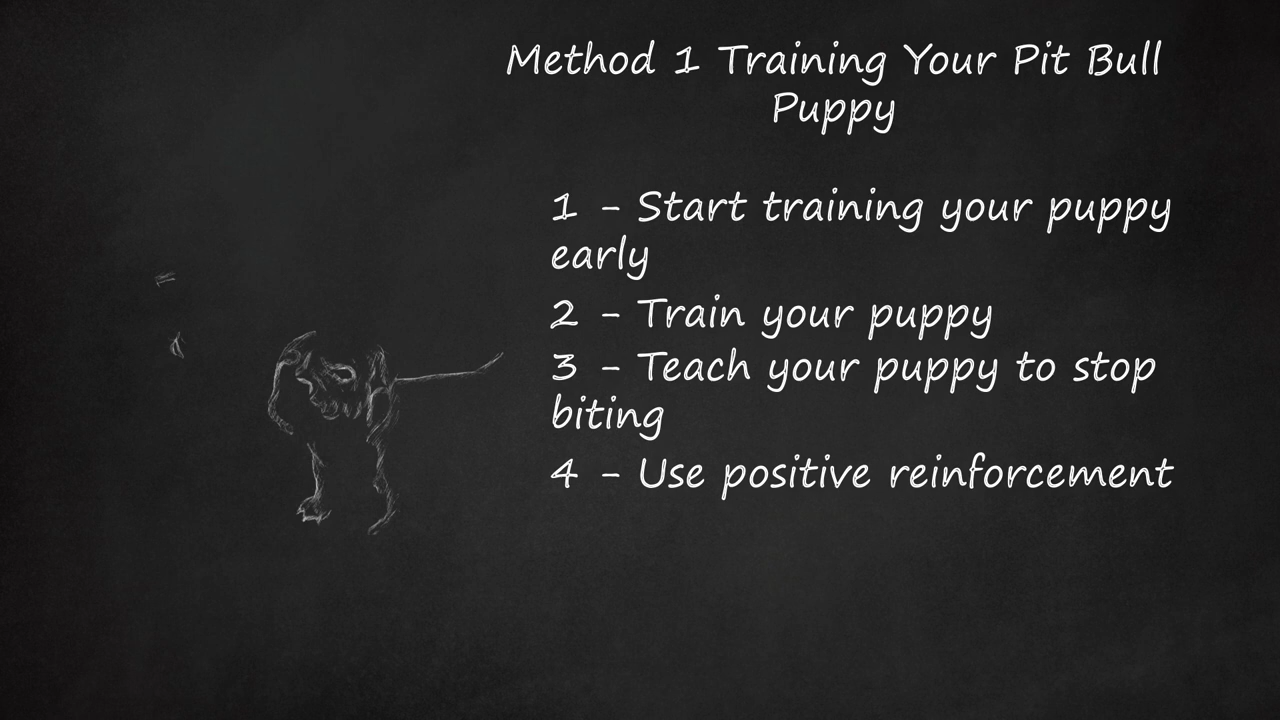 Method 1 Training Your Pit Bull
Puppy
1 - Start training your puppy
early
2 - Train your puppy
3 - Teach your puppy to stop
biting
4 - Use positive reinforcement